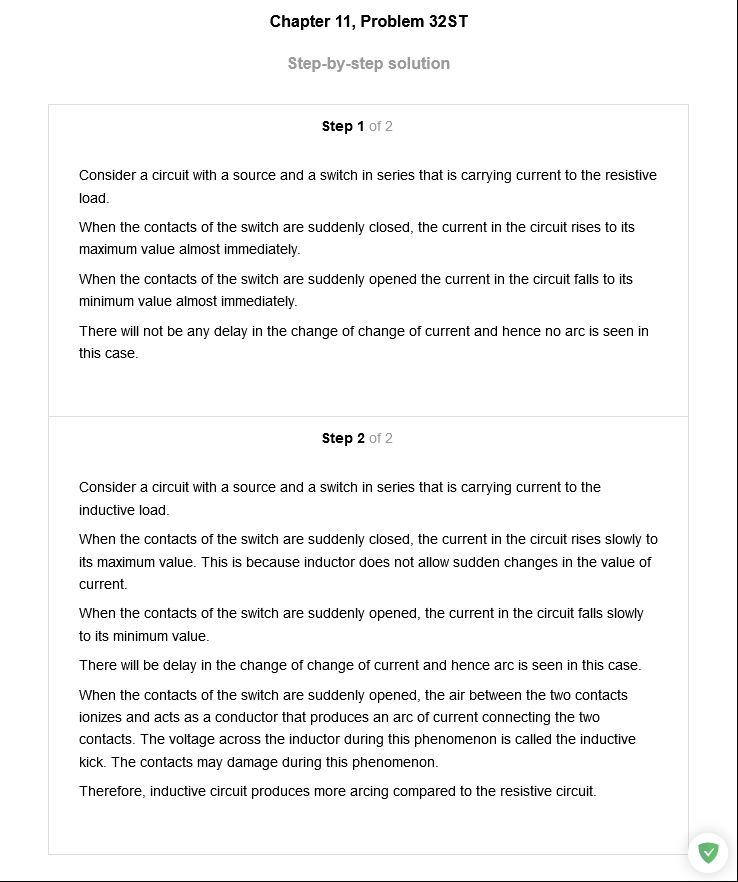 Chapter 11, Problem 32ST
Step-by-step solution
Step 1 of 2
Consider a circuit with a source and a switch in series that is carrying current to the resistive
load.
When the contacts of the switch are suddenly closed, the current in the circuit rises to its
maximum value almost immediately.
When the contacts of the switch are suddenly opened the current in the circuit falls to its
minimum value almost immediately.
There will not be any delay in the change of change of current and hence no arc is seen in
this case.
Step 2 of 2
Consider a circuit with a source and a switch in series that is carrying current to the
inductive load.
When the contacts of the switch are suddenly closed, the current in the circuit rises slowly to
its maximum value. This is because inductor does not allow sudden changes in the value of
current.
When the contacts of the switch are suddenly opened, the current in the circuit falls slowly
to its minimum value.
There will be delay in the change of change of current and hence arc is seen in this case.
When the contacts of the switch are suddenly opened, the air between the two contacts
ionizes and acts as a conductor that produces an arc of current connecting the two
contacts. The voltage across the inductor during this phenomenon is called the inductive
kick. The contacts may damage during this phenomenon.
Therefore, inductive circuit produces more arcing compared to the resistive circuit.